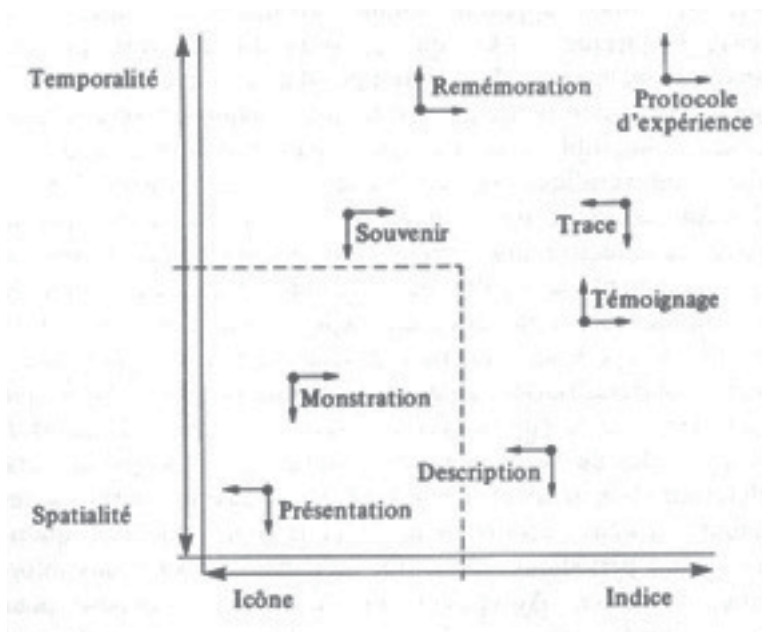 Temporalité
Remémoration
Protocole
d'expérience
Souvenir
Trace
Témoignage
Monstration
Description
Présentation
Spatialité
Icône
Indice